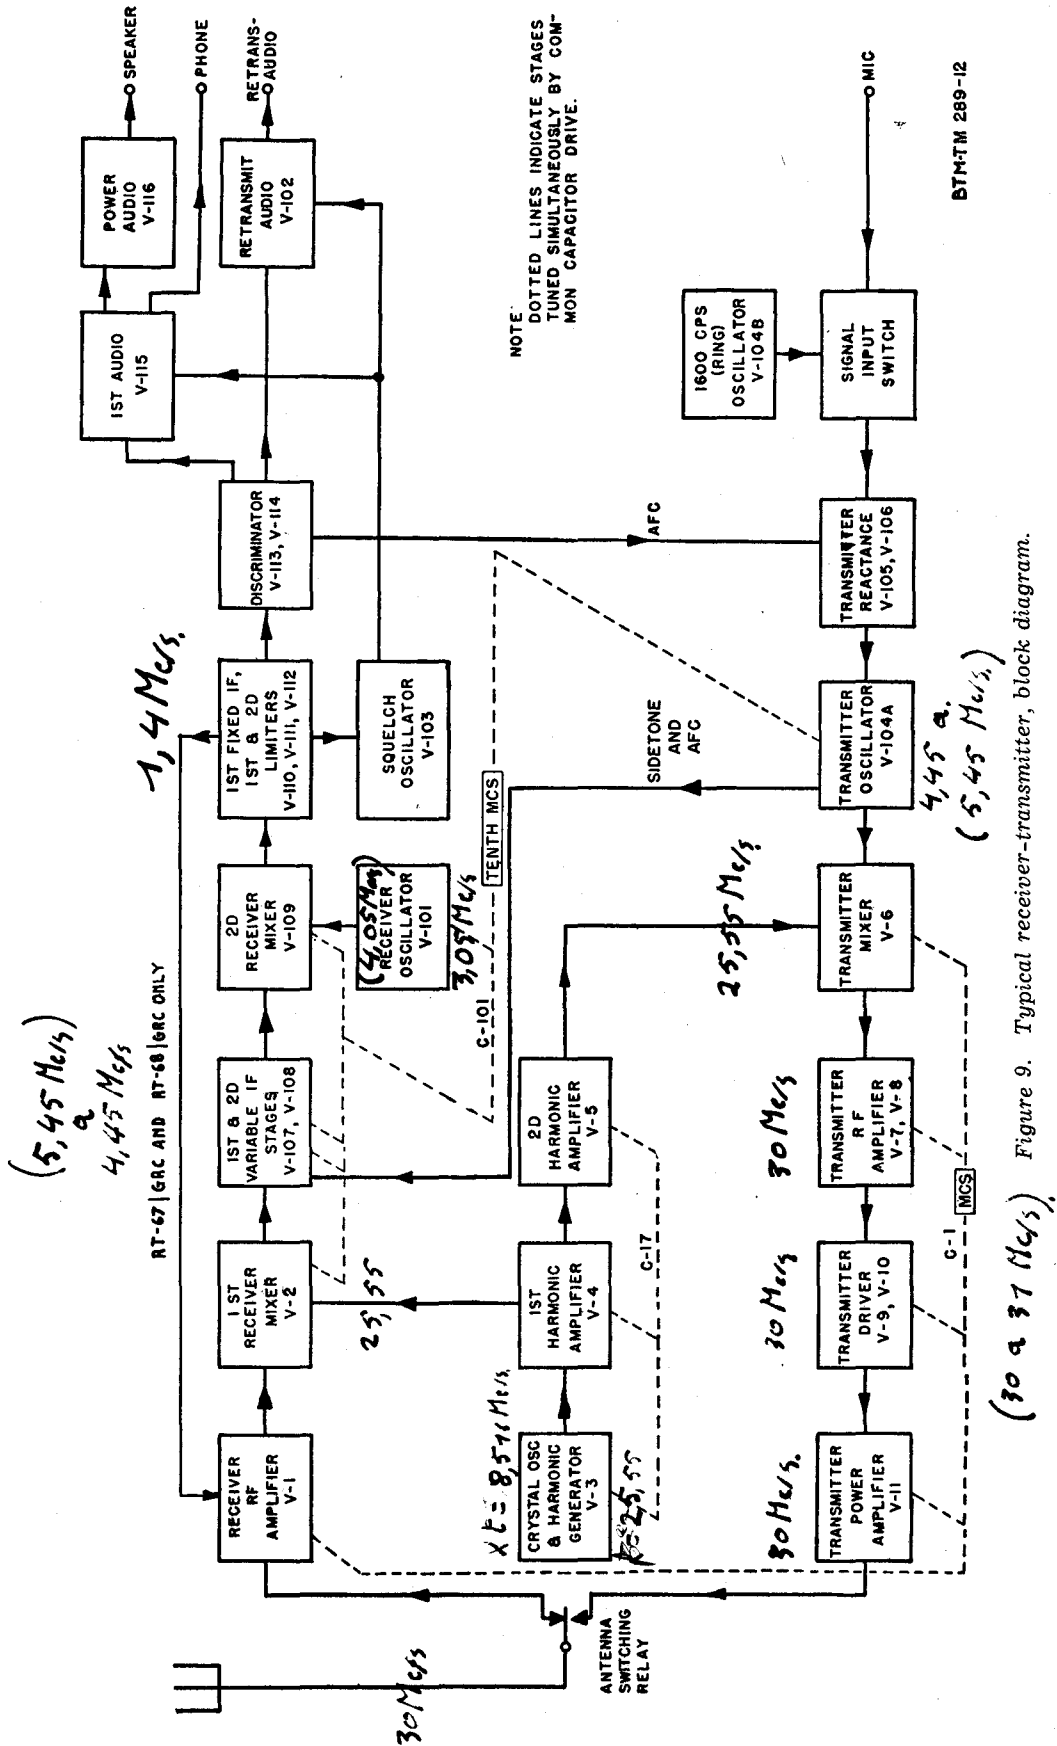 (5,45 Mc/s)
a
4,45 Mc/s
1,4 Mc/s.
RT-67/GRC AND RT-68/GRC ONLY
RECEIVER
RF
AMPLIFIER
V-1
1ST
RECEIVER
MIXER
V-2
1ST & 2D
VARIABLE IF
STAGES
V-107, V-108
2D
RECEIVER
MIXER
V-109
1ST FIXED IF,
1ST & 2D
LIMITERS
V-110, V-111, V-112
DISCRIMINATOR
V-113, V-114
1ST AUDIO
V-115
POWER
AUDIO
V-116
SPEAKER
PHONE
RETRANSMIT
AUDIO
V-102
RETRANS-
AUDIO
25,55
(4,05 Mc/s)
RECEIVER
OSCILLATOR
V-101
3,05 Mc/s
SQUELCH
OSCILLATOR
V-103
C-101
TENTH MCS
AFC
NOTE
DOTTED LINES INDICATE STAGES
TUNED SIMULTANEOUSLY BY COM-
MON CAPACITOR DRIVE.
30 Mc/s
xt = 8,516 Mc/s
CRYSTAL OSC
& HARMONIC
GENERATOR
V-3
25,55
1ST
HARMONIC
AMPLIFIER
V-4
2D
HARMONIC
AMPLIFIER
V-5
C-17
SIDETONE
AND
AFC
25,55 Mc/s
1600 CPS
(RING)
OSCILLATOR
V-104B
ANTENNA
SWITCHING
RELAY
30 Mc/s.
30 Mc/s
30 Mc/s
TRANSMITTER
POWER
AMPLIFIER
V-11
TRANSMITTER
DRIVER
V-9, V-10
TRANSMITTER
RF
AMPLIFIER
V-7, V-8
TRANSMITTER
MIXER
V-6
TRANSMITTER
OSCILLATOR
V-104A
TRANSMITTER
REACTANCE
V-105, V-106
SIGNAL
INPUT
SWITCH
MIC
4,45 a.
(5,45 Mc/s.)
C-1
MCS
BTM-TM 289-12
(30 a 31 Mc/s).
Figure 9. Typical receiver-transmitter, block diagram.